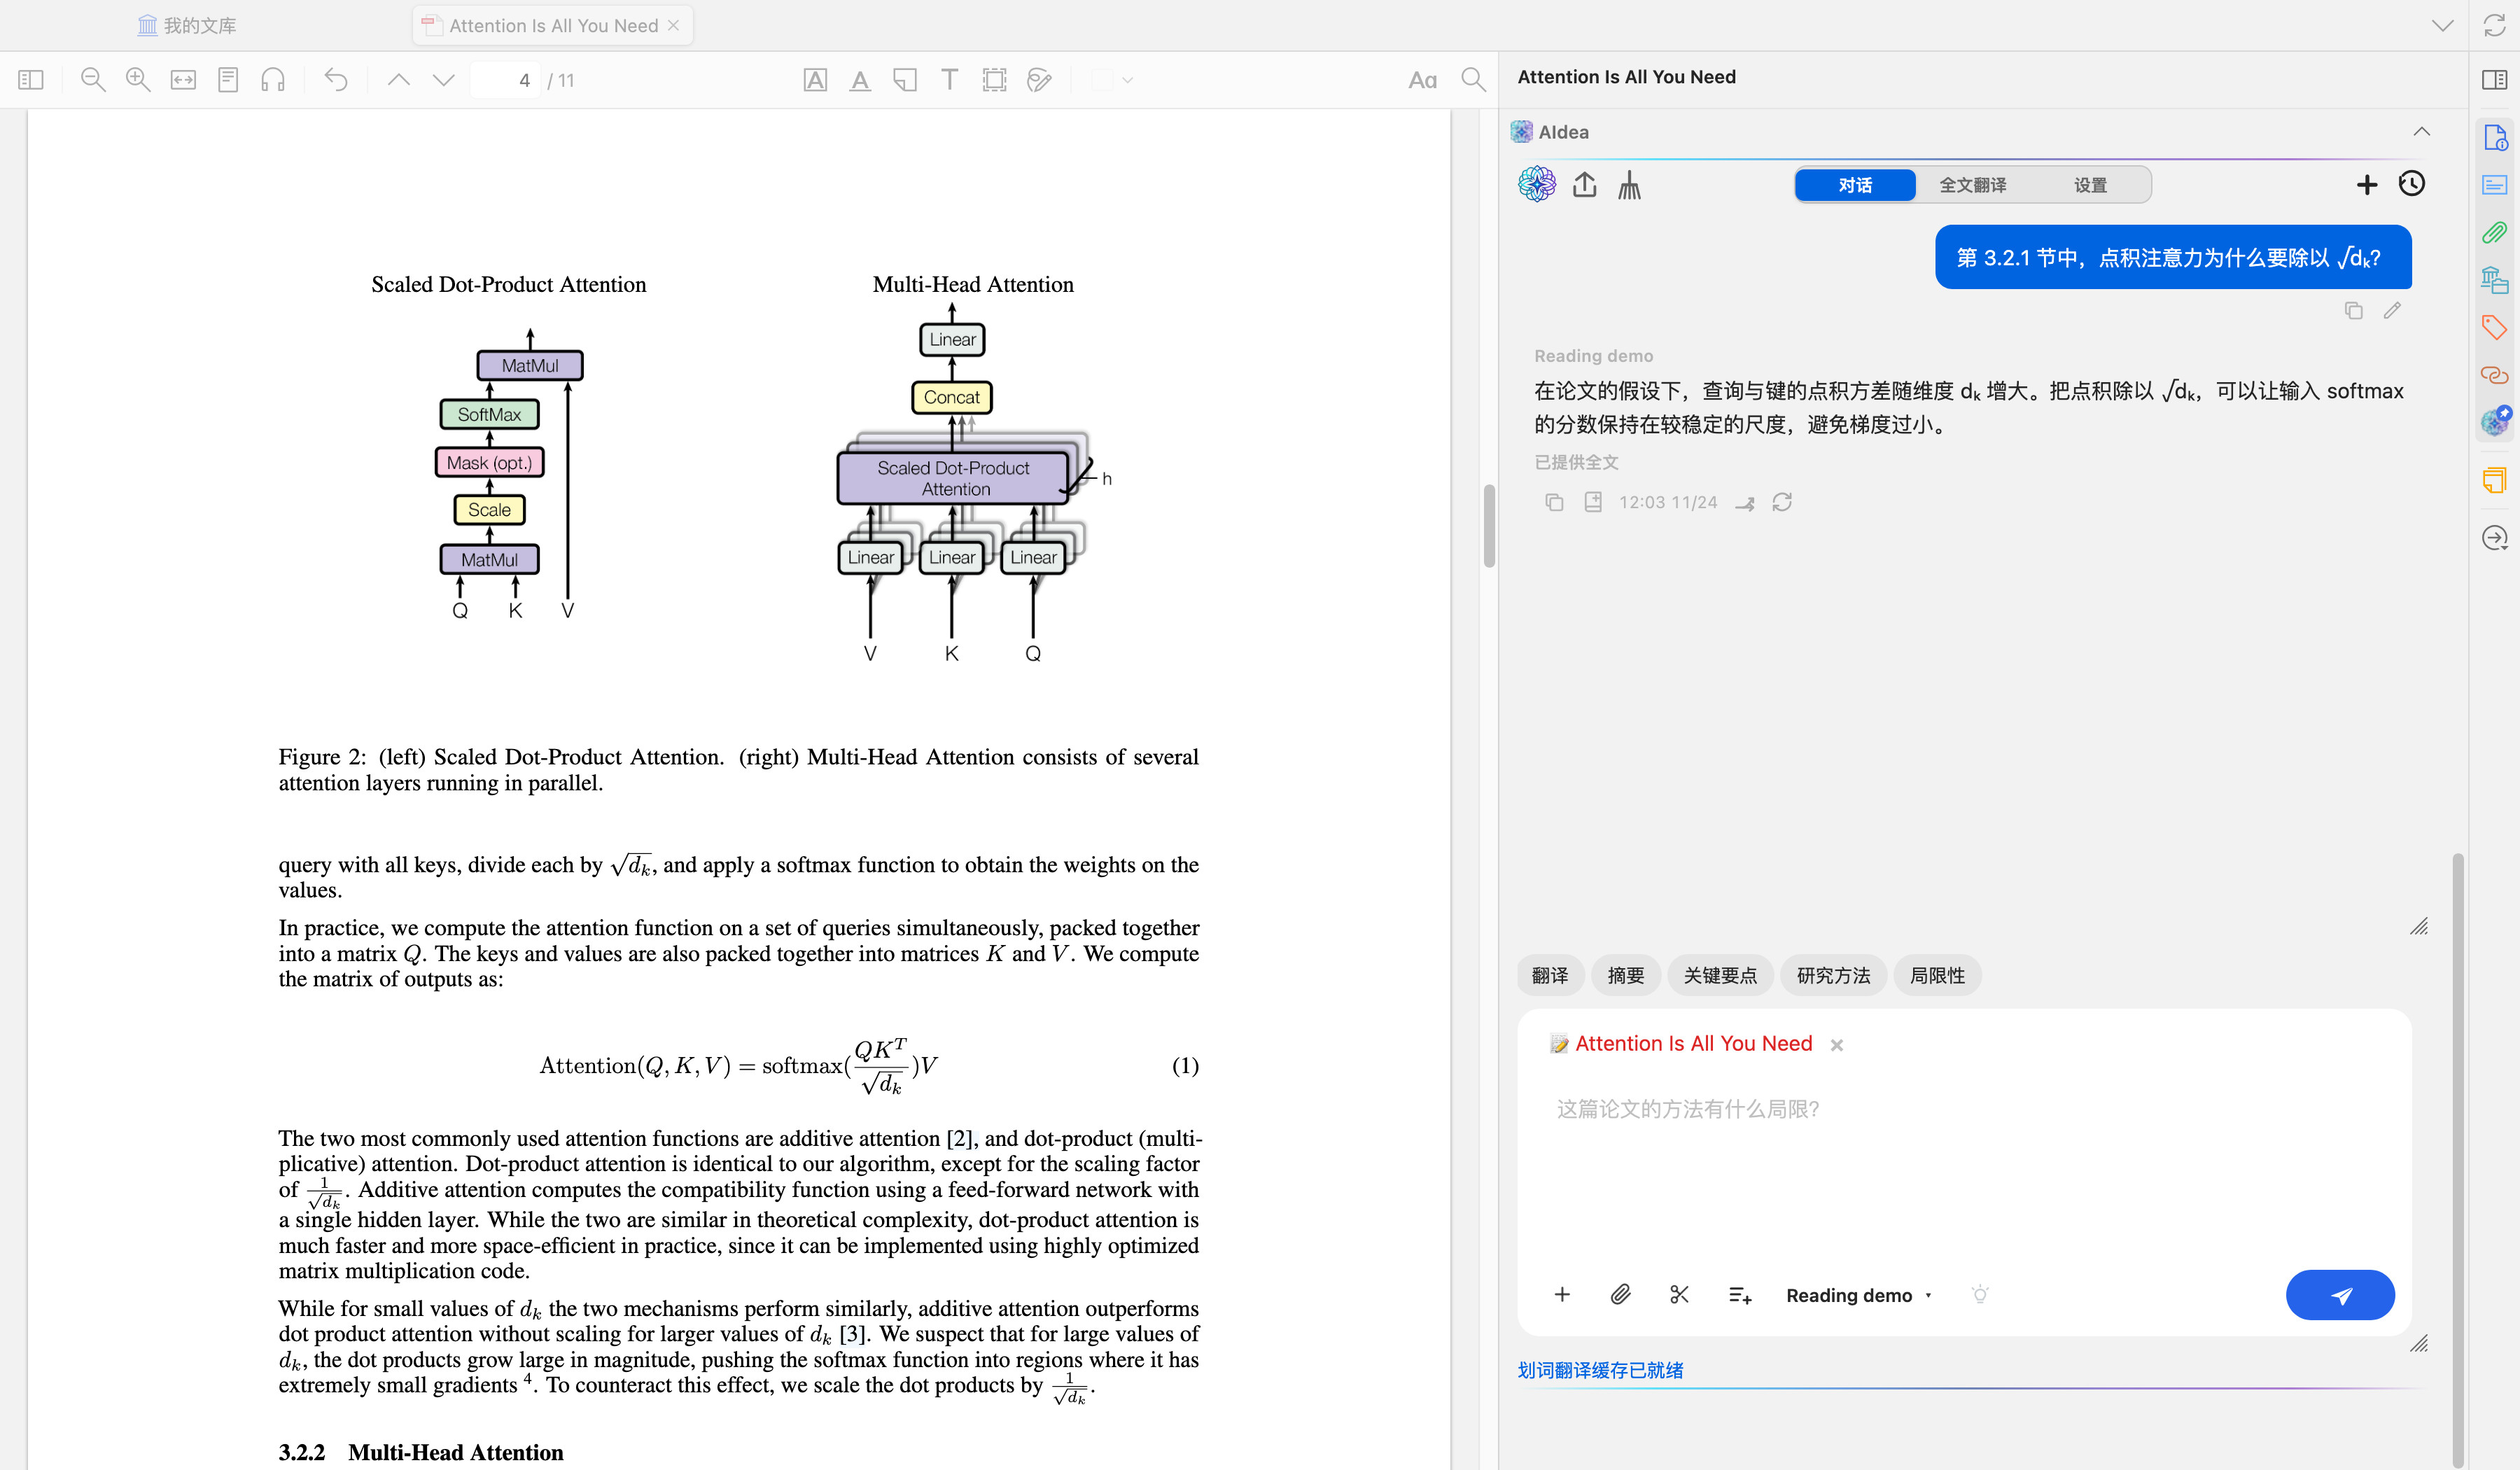 我的文库
Attention Is All You Need
4 / 11
Aa
Scaled Dot-Product Attention
MatMul
SoftMax
Mask (opt.)
Scale
MatMul
Q K V
Multi-Head Attention
Linear
Concat
Scaled Dot-Product
Attention
h
Linear Linear Linear
V K Q
Figure 2: (left) Scaled Dot-Product Attention. (right) Multi-Head Attention consists of several
attention layers running in parallel.
query with all keys, divide each by √dₖ, and apply a softmax function to obtain the weights on the
values.
In practice, we compute the attention function on a set of queries simultaneously, packed together
into a matrix Q. The keys and values are also packed together into matrices K and V. We compute
the matrix of outputs as:
Attention(Q, K, V) = softmax(QKᵀ/√dₖ)V (1)
The two most commonly used attention functions are additive attention [2], and dot-product (multi-
plicative) attention. Dot-product attention is identical to our algorithm, except for the scaling factor
of 1/√dₖ. Additive attention computes the compatibility function using a feed-forward network with
a single hidden layer. While the two are similar in theoretical complexity, dot-product attention is
much faster and more space-efficient in practice, since it can be implemented using highly optimized
matrix multiplication code.
While for small values of dₖ the two mechanisms perform similarly, additive attention outperforms
dot product attention without scaling for larger values of dₖ [3]. We suspect that for large values of
dₖ, the dot products grow large in magnitude, pushing the softmax function into regions where it has
extremely small gradients ⁴. To counteract this effect, we scale the dot products by 1/√dₖ.
3.2.2 Multi-Head Attention
Attention Is All You Need
AIdea
对话 全文翻译 设置
第 3.2.1 节中，点积注意力为什么要除以 √dₖ?
Reading demo
在论文的假设下，查询与键的点积方差随维度 dₖ 增大。把点积除以 √dₖ，可以让输入 softmax
的分数保持在较稳定的尺度，避免梯度过小。
已提供全文
12:03 11/24
翻译 摘要 关键要点 研究方法 局限性
Attention Is All You Need
这篇论文的方法有什么局限?
Reading demo
划词翻译缓存已就绪